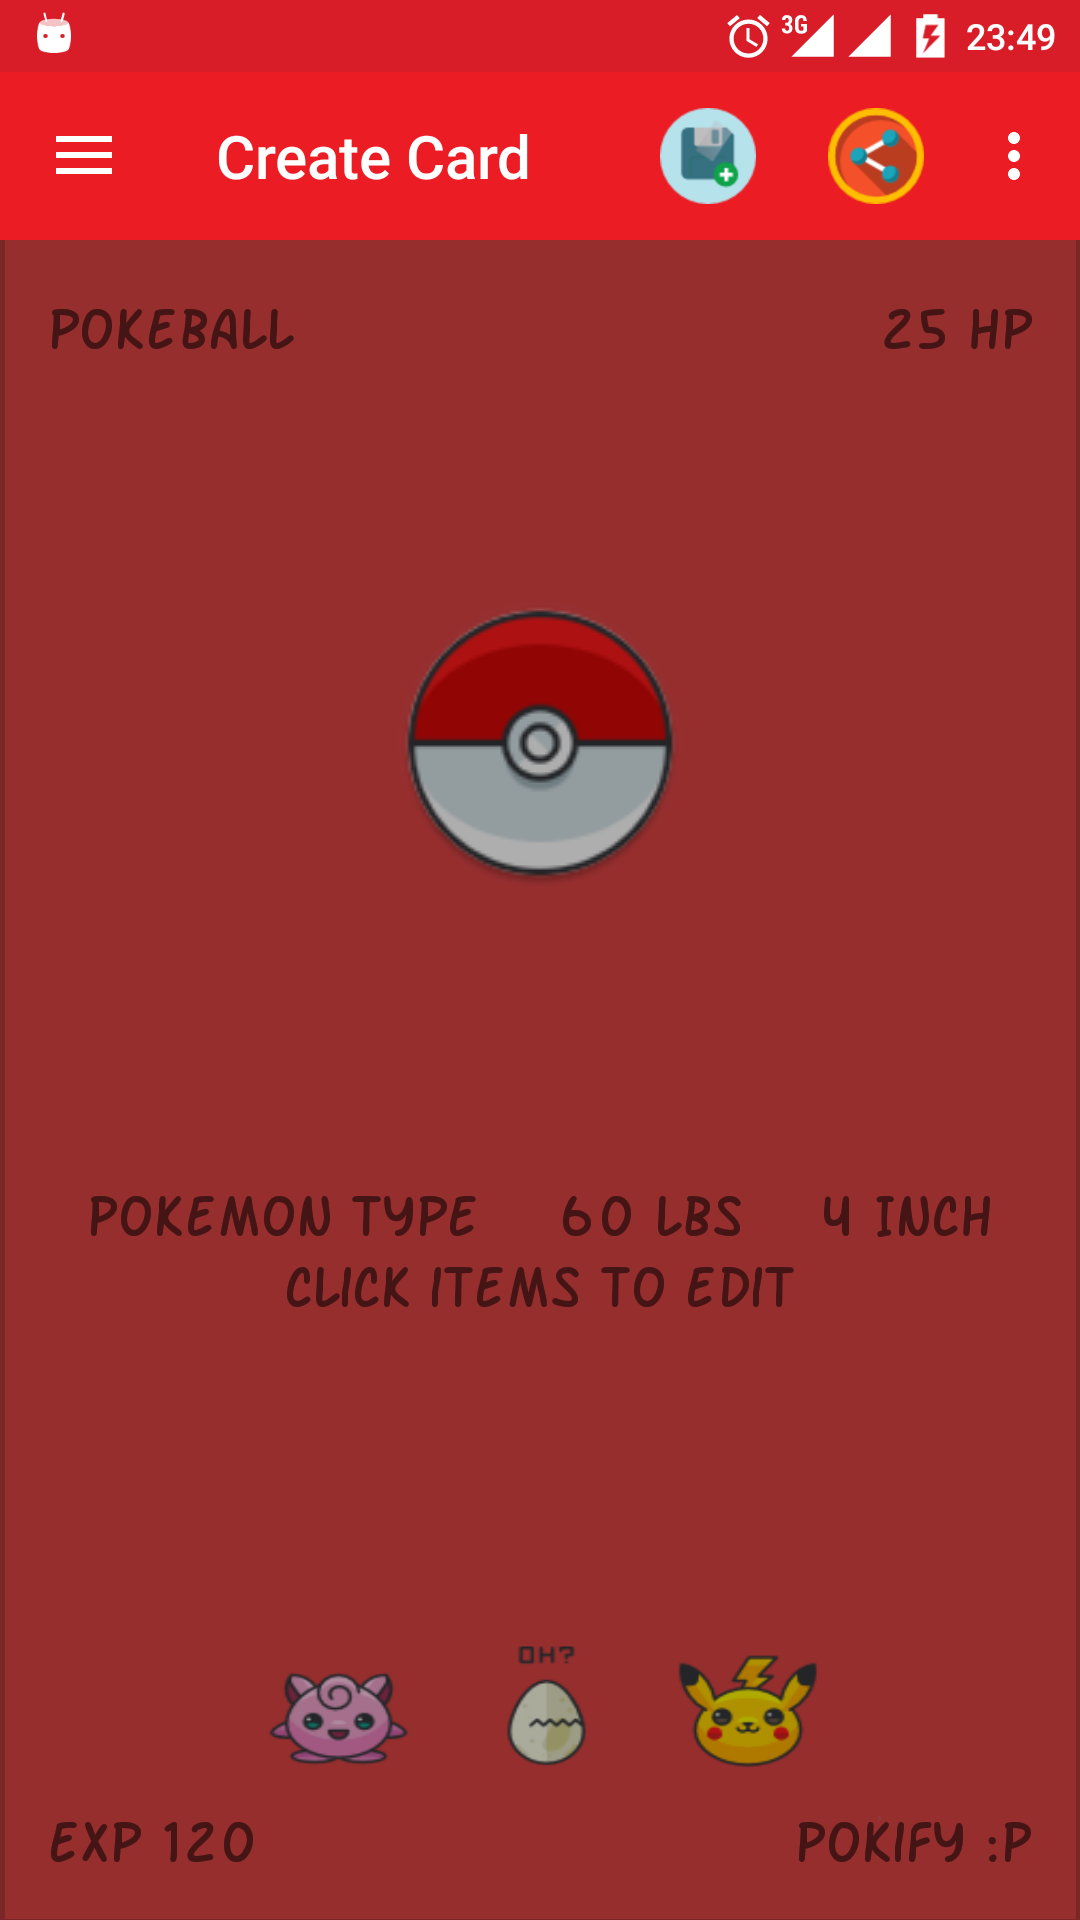 3G 23:49
Create Card
POKEBALL 25 HP
POKEMON TYPE 60 LBS 4 INCH
CLICK ITEMS TO EDIT
OH?
EXP 120 POKIFY :P